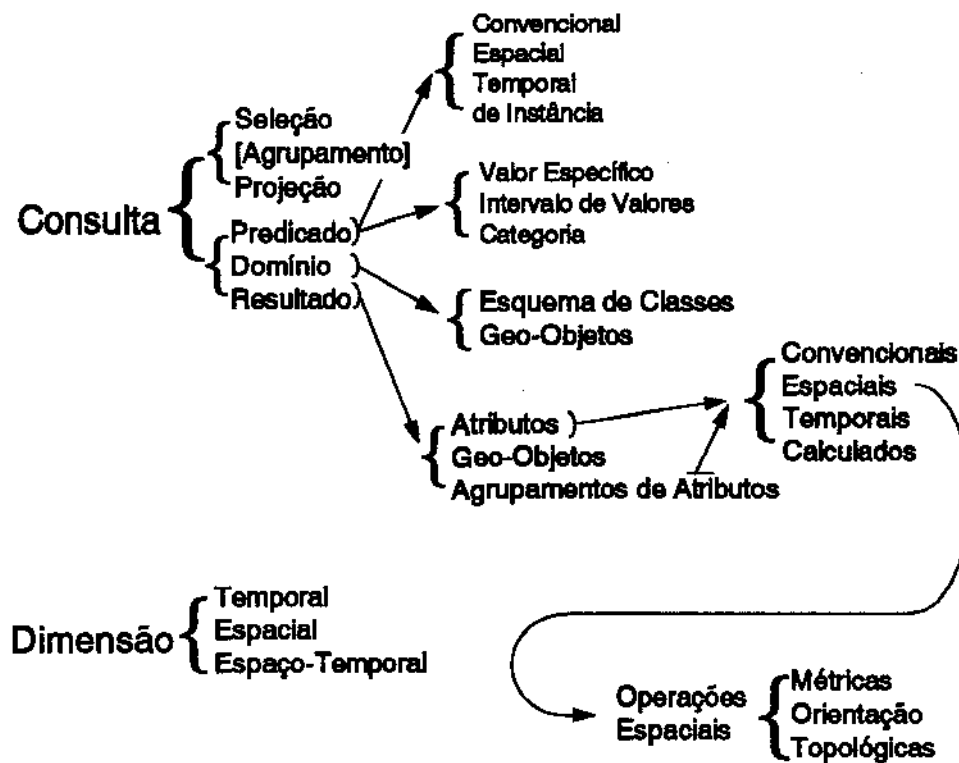 Convencional
Espacial
Temporal
de Instância
Seleção
[Agrupamento]
Projeção
Consulta
Predicado
Domínio
Resultado
Valor Específico
Intervalo de Valores
Categoria
Esquema de Classes
Geo-Objetos
Atributos
Geo-Objetos
Agrupamentos de Atributos
Convencionais
Espaciais
Temporais
Calculados
Dimensão
Temporal
Espacial
Espaço-Temporal
Operações
Espaciais
Métricas
Orientação
Topológicas